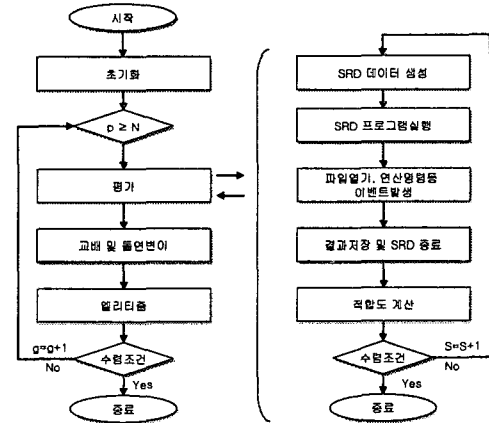 시작
초기화
p ≥ N
평가
교배 및 돌연변이
엘리티즘
g=g+1
수렴조건
No
Yes
종료
SRD 데이터 생성
SRD 프로그램실행
파일열기, 연산명령등
이벤트발생
결과저장 및 SRD 종료
적합도 계산
수렴조건
S=S+1
No
Yes
종료